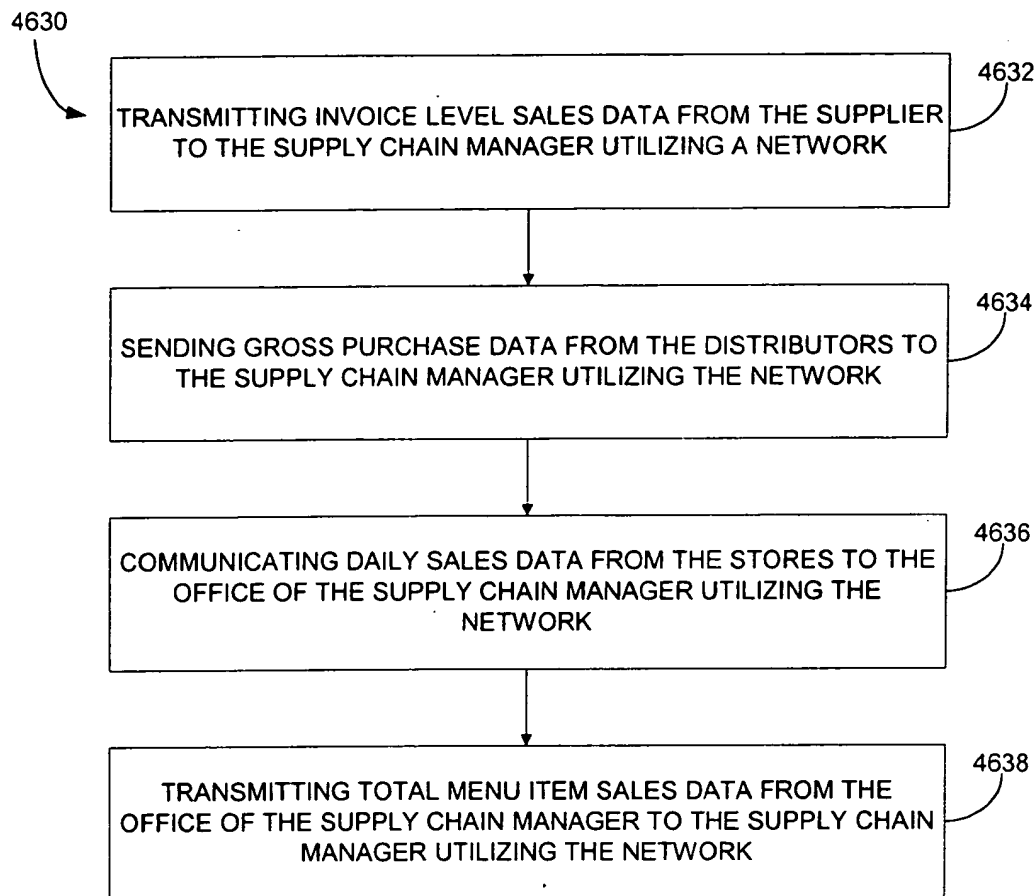 4630
4632
TRANSMITTING INVOICE LEVEL SALES DATA FROM THE SUPPLIER
TO THE SUPPLY CHAIN MANAGER UTILIZING A NETWORK
4634
SENDING GROSS PURCHASE DATA FROM THE DISTRIBUTORS TO
THE SUPPLY CHAIN MANAGER UTILIZING THE NETWORK
4636
COMMUNICATING DAILY SALES DATA FROM THE STORES TO THE
OFFICE OF THE SUPPLY CHAIN MANAGER UTILIZING THE
NETWORK
4638
TRANSMITTING TOTAL MENU ITEM SALES DATA FROM THE
OFFICE OF THE SUPPLY CHAIN MANAGER TO THE SUPPLY CHAIN
MANAGER UTILIZING THE NETWORK